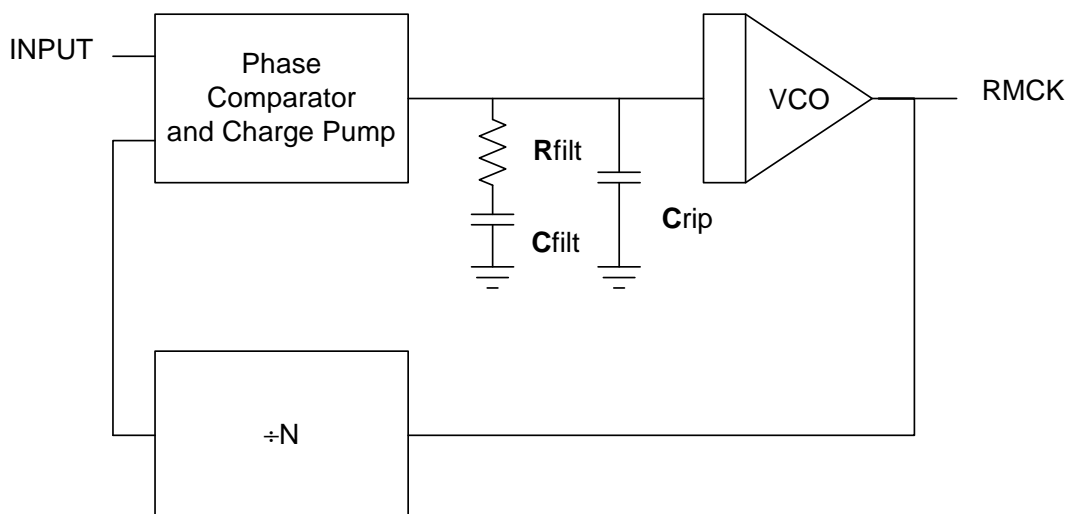 INPUT
Phase
Comparator
and Charge Pump
VCO
RMCK
Rfilt
Cfilt
Crip
÷N